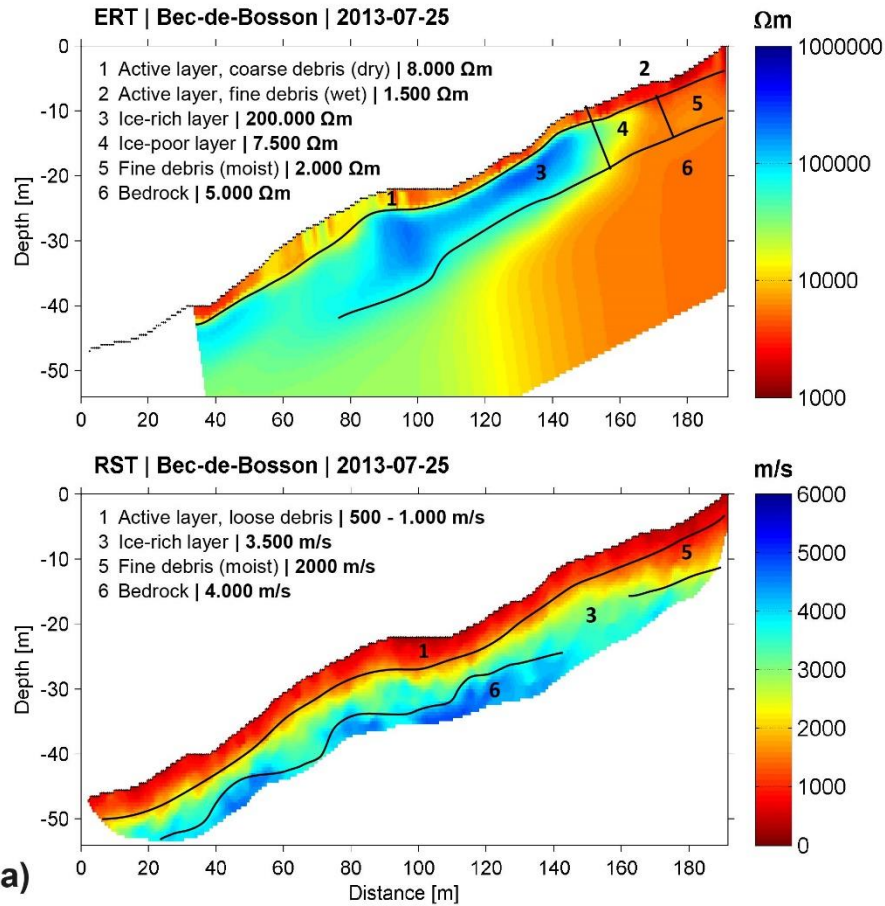 ERT | Bec-de-Bosson | 2013-07-25
Ωm
1 Active layer, coarse debris (dry) | 8.000 Ωm
2 Active layer, fine debris (wet) | 1.500 Ωm
3 Ice-rich layer | 200.000 Ωm
4 Ice-poor layer | 7.500 Ωm
5 Fine debris (moist) | 2.000 Ωm
6 Bedrock | 5.000 Ωm
0
-10
-20
-30
-40
-50
Depth [m]
1
2
3
4
5
6
0 20 40 60 80 100 120 140 160 180
1000000
100000
10000
1000
RST | Bec-de-Bosson | 2013-07-25
m/s
1 Active layer, loose debris | 500 - 1.000 m/s
3 Ice-rich layer | 3.500 m/s
5 Fine debris (moist) | 2000 m/s
6 Bedrock | 4.000 m/s
0
-10
-20
-30
-40
-50
Depth [m]
1
3
5
6
0 20 40 60 80 100 120 140 160 180
Distance [m]
6000
5000
4000
3000
2000
1000
0
a)